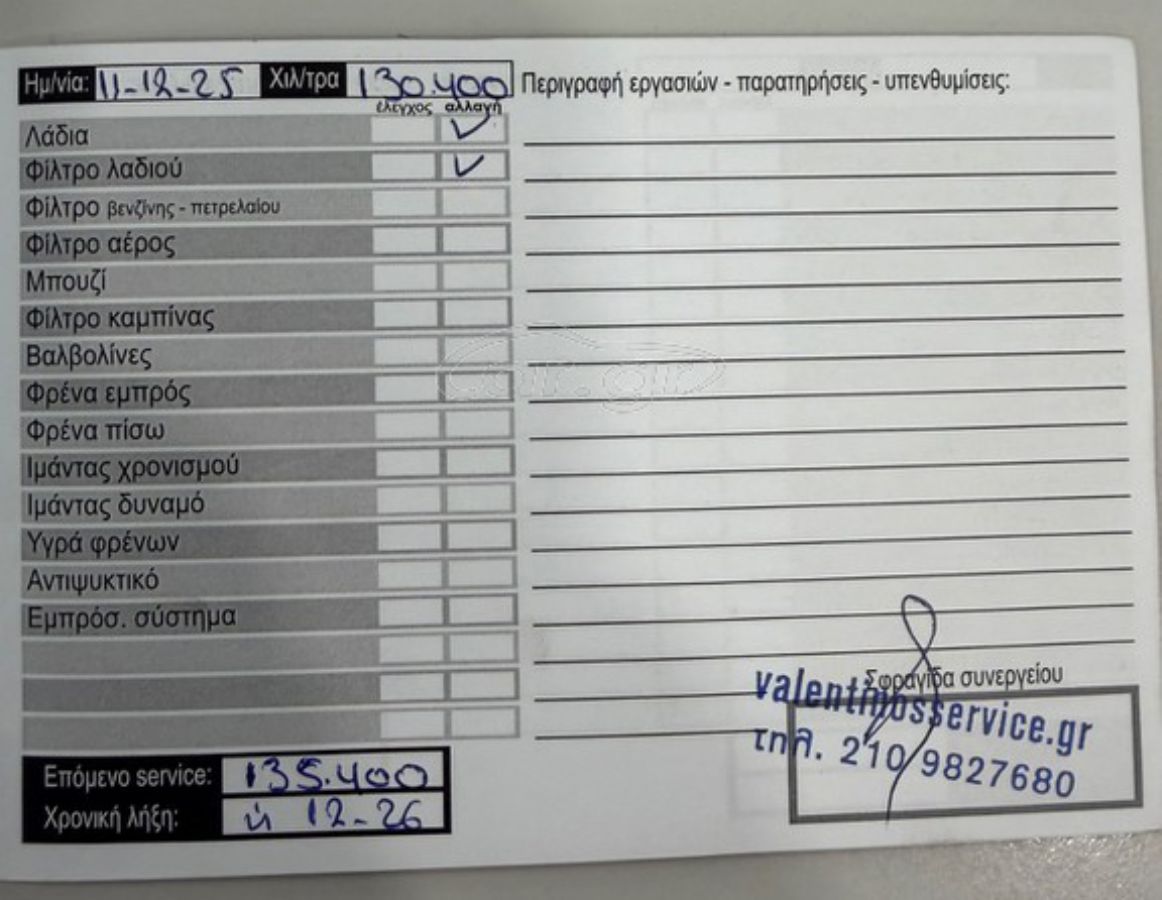 Ημ/νία: 11-12-25 Χιλ/τρα 130.400 Περιγραφή εργασιών - παρατηρήσεις - υπενθυμίσεις:
έλεγχος αλλαγή
Λάδια ✓
Φίλτρο λαδιού ✓
Φίλτρο βενζίνης - πετρελαίου
Φίλτρο αέρος
Μπουζί
Φίλτρο καμπίνας
Βαλβολίνες
car.gr
Φρένα εμπρός
Φρένα πίσω
Ιμάντας χρονισμού
Ιμάντας δυναμό
Υγρά φρένων
Αντιψυκτικό
Εμπρόσ. σύστημα
Σφραγίδα συνεργείου
valentinosservice.gr
τηλ. 210 9827680
Επόμενο service: 135.400
Χρονική λήξη: ή 12-26